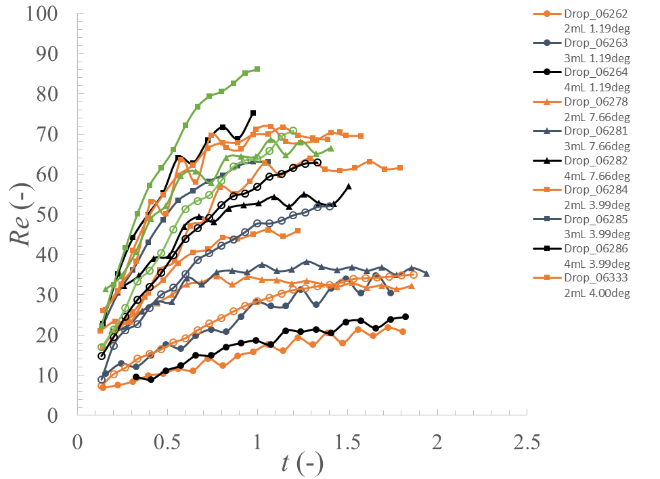 100
90
80
70
60
50
40
30
20
10
0
Re (-)
0
0.5
1
1.5
2
2.5
t (-)
Drop_06262
2mL 1.19deg
Drop_06263
3mL 1.19deg
Drop_06264
4mL 1.19deg
Drop_06278
2mL 7.66deg
Drop_06281
3mL 7.66deg
Drop_06282
4mL 7.66deg
Drop_06284
2mL 3.99deg
Drop_06285
3mL 3.99deg
Drop_06286
4mL 3.99deg
Drop_06333
2mL 4.00deg